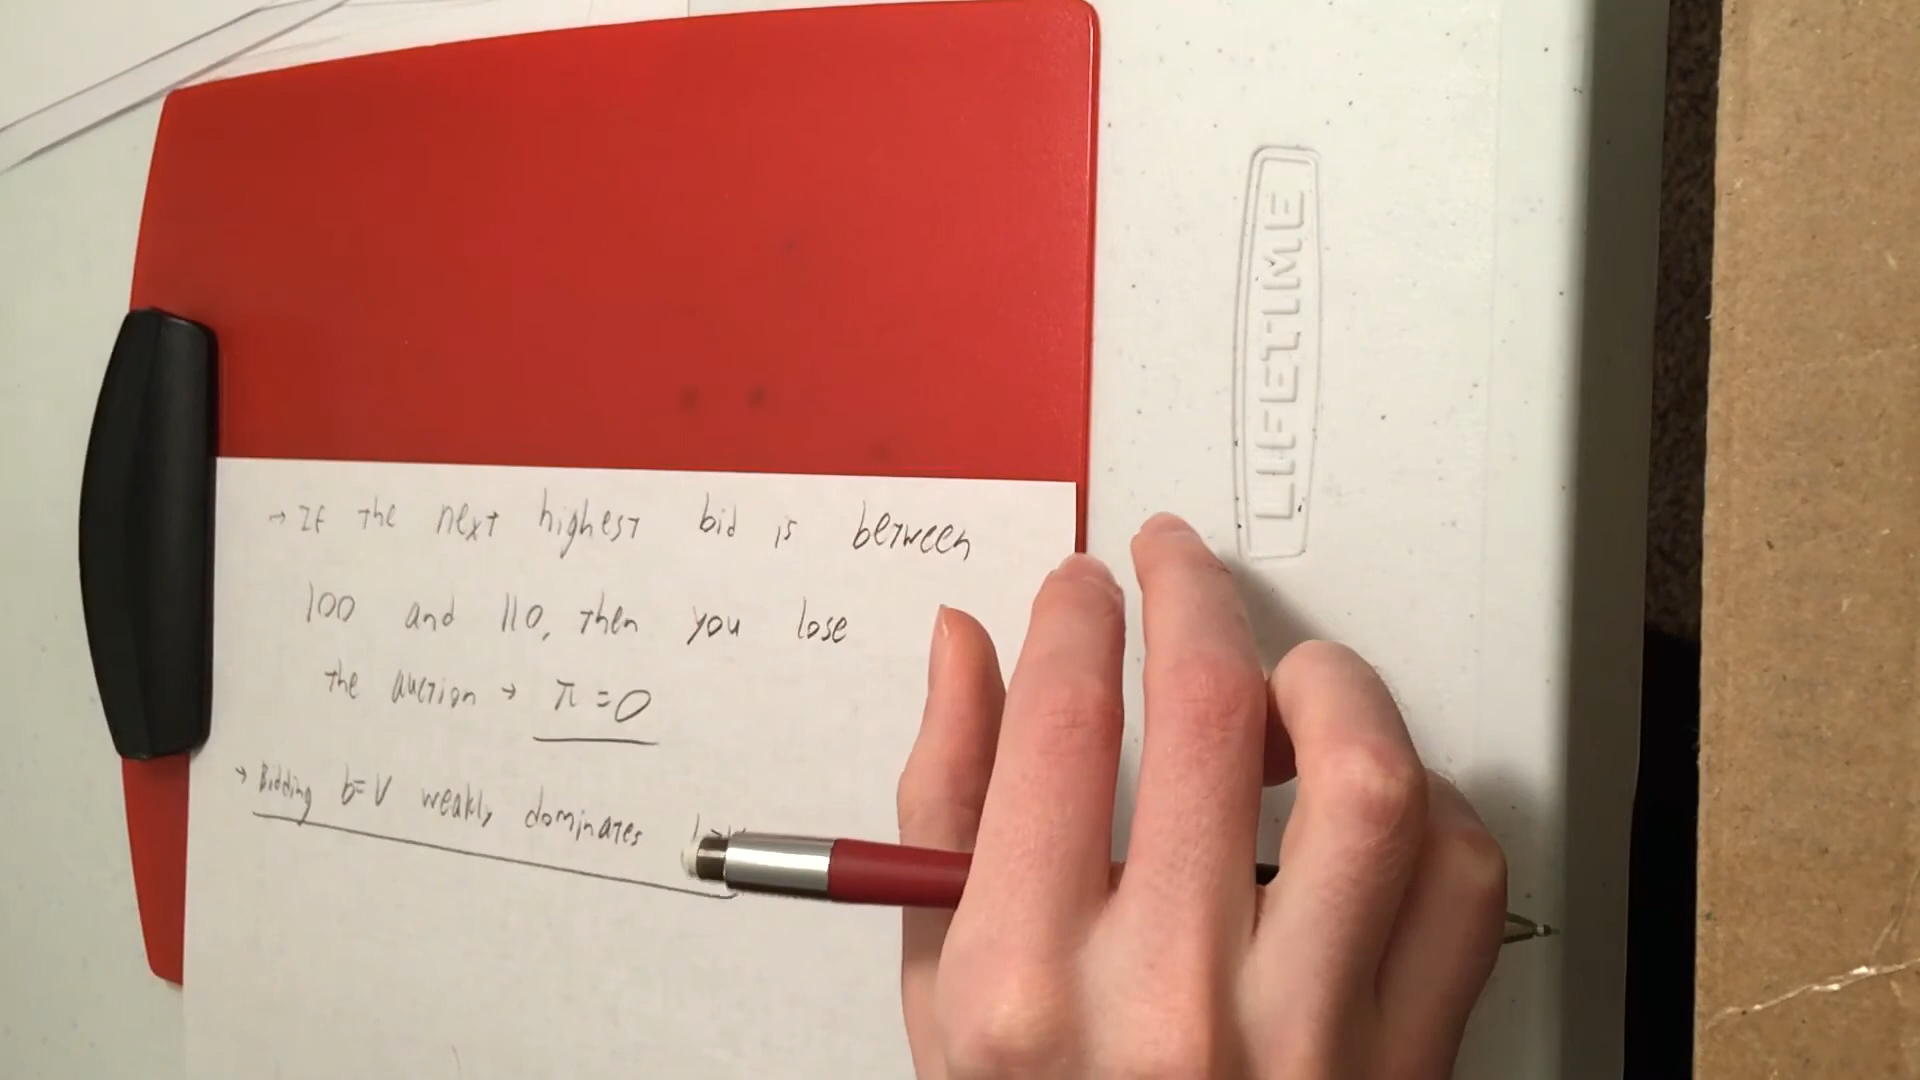 → If the next highest bid is between
100 and 110, then you lose
the auction → π = 0
→ Bidding b=V weakly dominates
LIFETIME